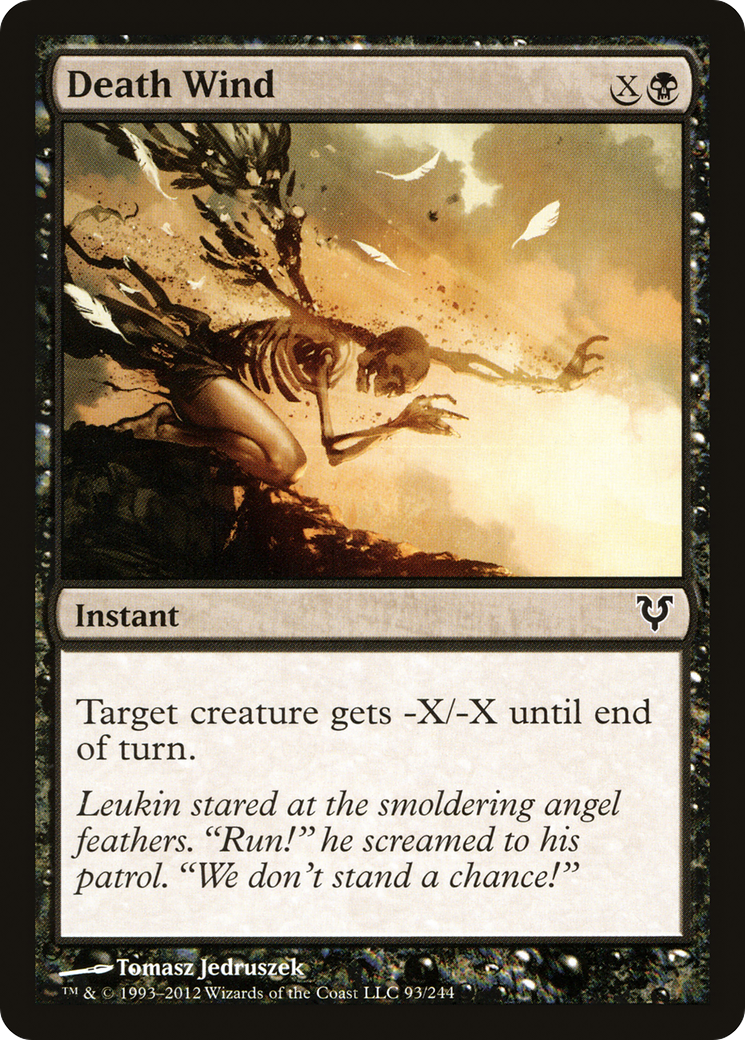 Death Wind
X
Instant
Target creature gets -X/-X until end
of turn.
Leukin stared at the smoldering angel
feathers. “Run!” he screamed to his
patrol. “We don’t stand a chance!”
Tomasz Jedruszek
™ & © 1993–2012 Wizards of the Coast LLC 93/244